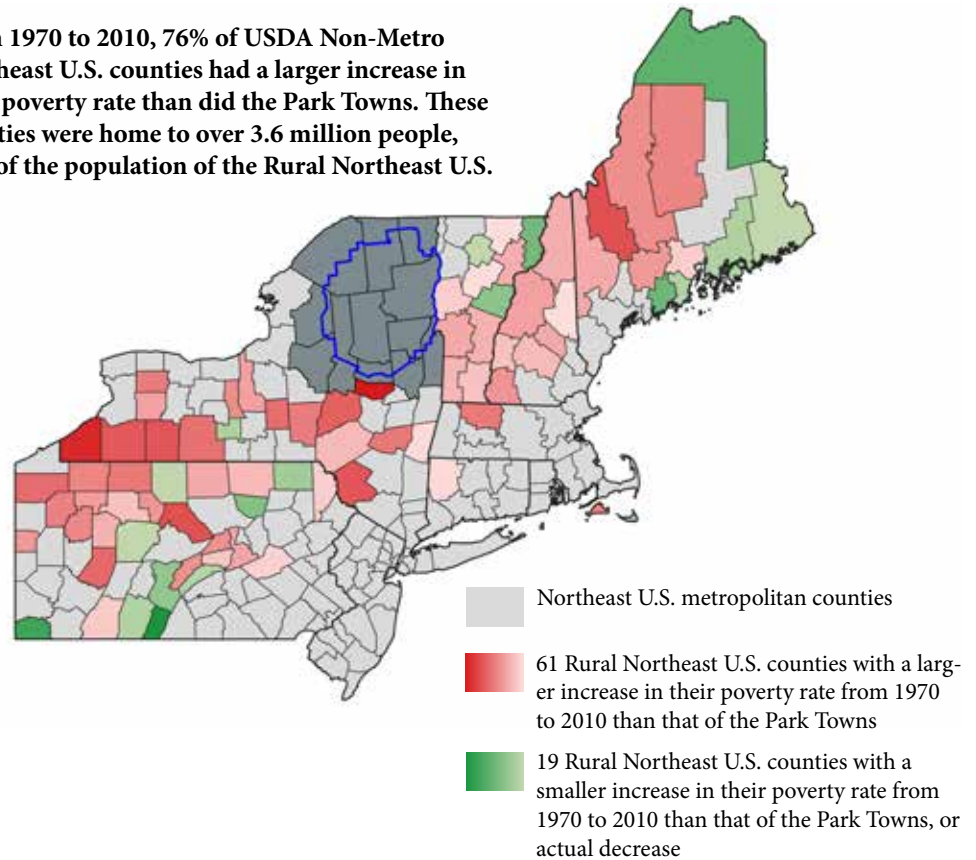 1970 to 2010, 76% of USDA Non-Metro
east U.S. counties had a larger increase in
poverty rate than did the Park Towns. These
ties were home to over 3.6 million people,
of the population of the Rural Northeast U.S.
Northeast U.S. metropolitan counties
61 Rural Northeast U.S. counties with a larg-
er increase in their poverty rate from 1970
to 2010 than that of the Park Towns
19 Rural Northeast U.S. counties with a
smaller increase in their poverty rate from
1970 to 2010 than that of the Park Towns, or
actual decrease